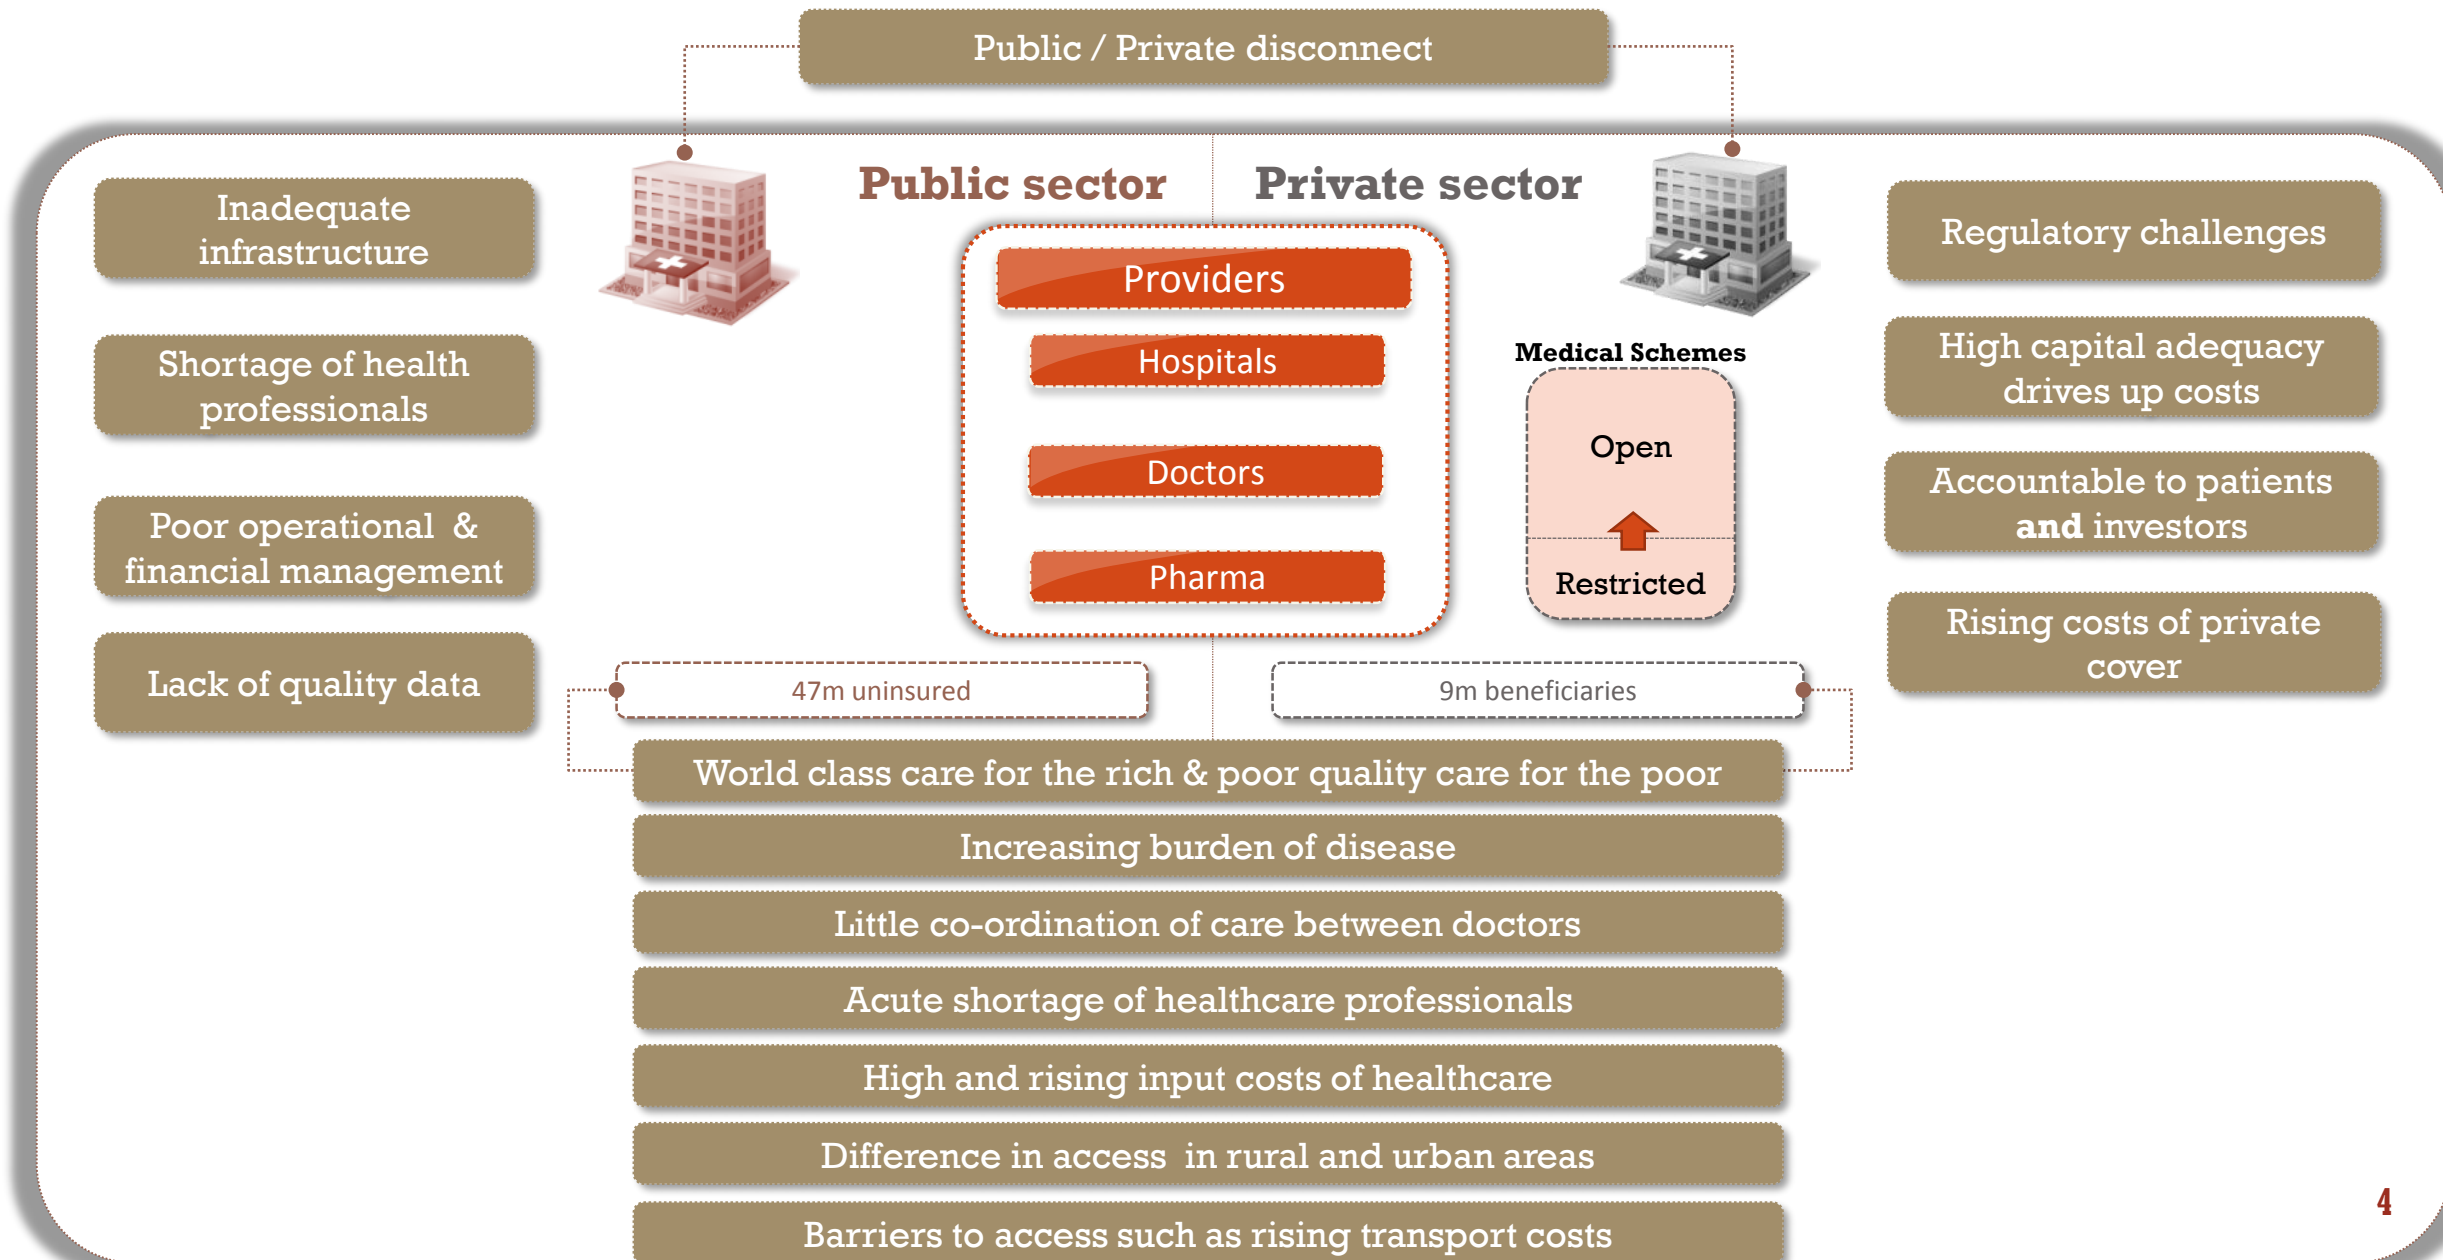 Public / Private disconnect
Public sector
Private sector
Inadequate
infrastructure
Shortage of health
professionals
Poor operational &
financial management
Lack of quality data
Providers
Hospitals
Doctors
Pharma
Medical Schemes
Open
Restricted
Regulatory challenges
High capital adequacy
drives up costs
Accountable to patients
and investors
Rising costs of private
cover
47m uninsured
9m beneficiaries
World class care for the rich & poor quality care for the poor
Increasing burden of disease
Little co-ordination of care between doctors
Acute shortage of healthcare professionals
High and rising input costs of healthcare
Difference in access in rural and urban areas
Barriers to access such as rising transport costs
4